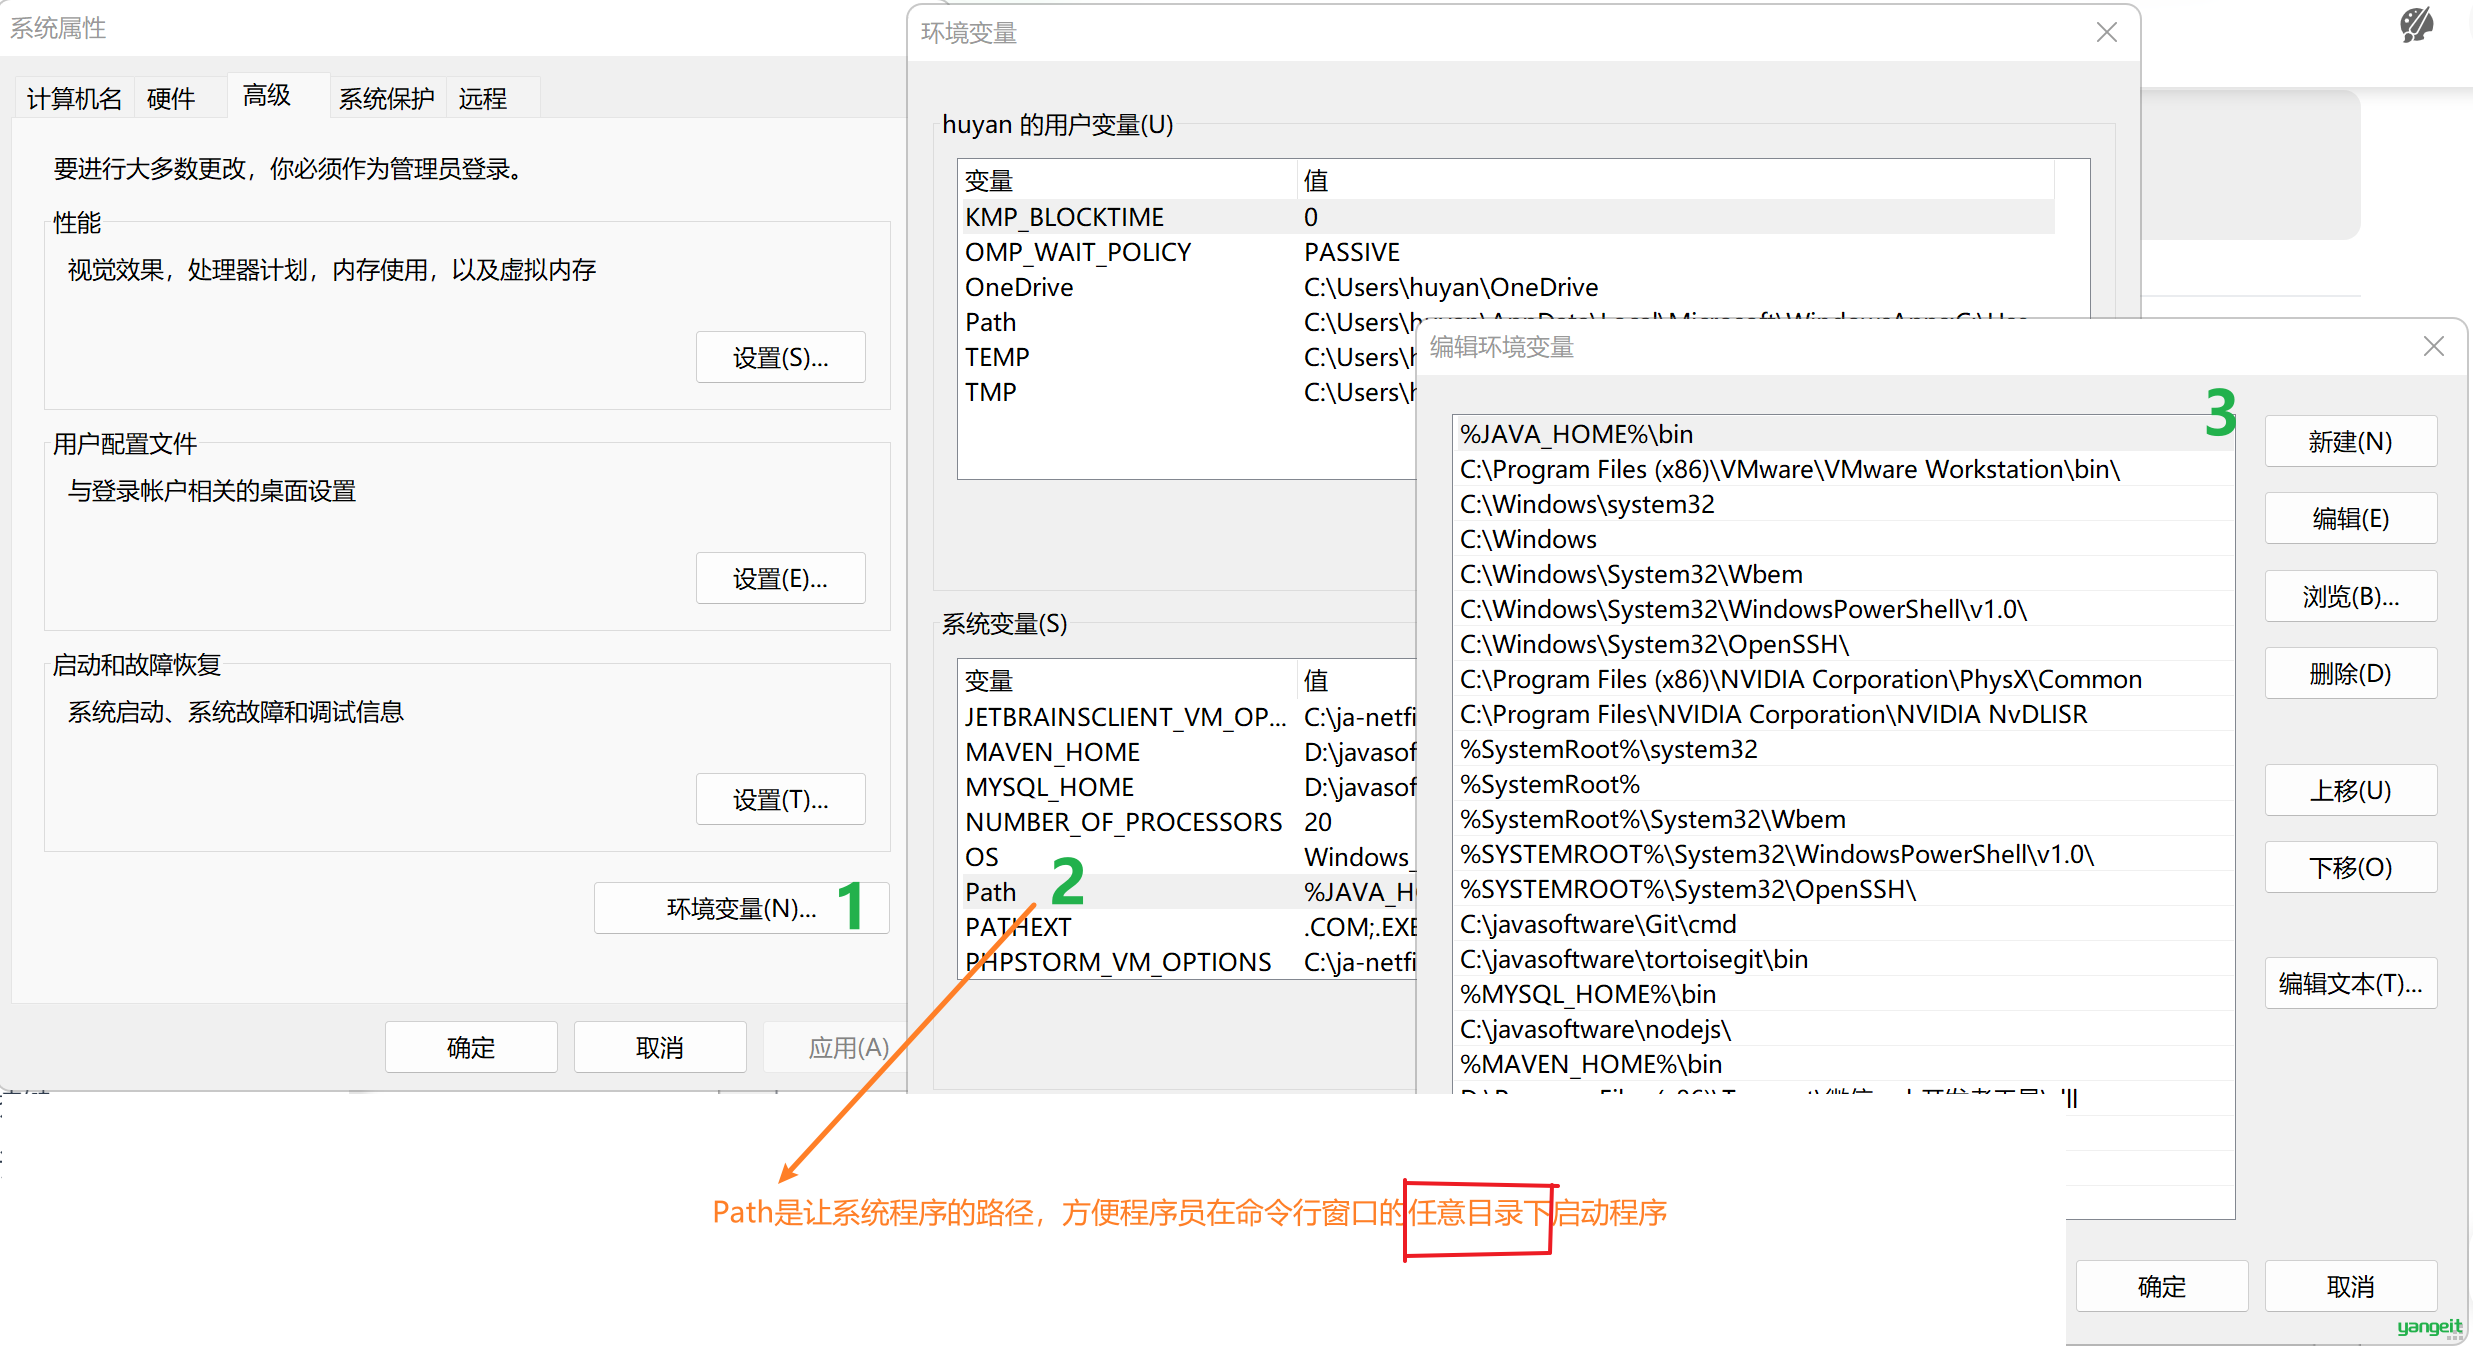 系统属性
计算机名
硬件
高级
系统保护
远程
要进行大多数更改，你必须作为管理员登录。
性能
视觉效果，处理器计划，内存使用，以及虚拟内存
设置(S)...
用户配置文件
与登录帐户相关的桌面设置
设置(E)...
启动和故障恢复
系统启动、系统故障和调试信息
设置(T)...
环境变量(N)...
1
确定
取消
应用(A)
环境变量
huyan 的用户变量(U)
变量 值
KMP_BLOCKTIME 0
OMP_WAIT_POLICY PASSIVE
OneDrive C:\Users\huyan\OneDrive
Path C:\Users\huyan\AppData\Local\Microsoft\WindowsApps;C:\Use
TEMP C:\Users\h
TMP C:\Users\h
系统变量(S)
变量 值
JETBRAINSCLIENT_VM_OP... C:\ja-netfi
MAVEN_HOME D:\javasof
MYSQL_HOME D:\javasof
NUMBER_OF_PROCESSORS 20
OS Windows_
Path 2 %JAVA_H
PATHEXT .COM;.EXE
PHPSTORM_VM_OPTIONS C:\ja-netfi
编辑环境变量
3
%JAVA_HOME%\bin
C:\Program Files (x86)\VMware\VMware Workstation\bin\
C:\Windows\system32
C:\Windows
C:\Windows\System32\Wbem
C:\Windows\System32\WindowsPowerShell\v1.0\
C:\Windows\System32\OpenSSH\
C:\Program Files (x86)\NVIDIA Corporation\PhysX\Common
C:\Program Files\NVIDIA Corporation\NVIDIA NvDLISR
%SystemRoot%\system32
%SystemRoot%
%SystemRoot%\System32\Wbem
%SYSTEMROOT%\System32\WindowsPowerShell\v1.0\
%SYSTEMROOT%\System32\OpenSSH\
C:\javasoftware\Git\cmd
C:\javasoftware\tortoisegit\bin
%MYSQL_HOME%\bin
C:\javasoftware\nodejs\
%MAVEN_HOME%\bin
新建(N)
编辑(E)
浏览(B)...
删除(D)
上移(U)
下移(O)
编辑文本(T)...
Path是让系统程序的路径，方便程序员在命令行窗口的任意目录下启动程序
确定
取消
yangeit